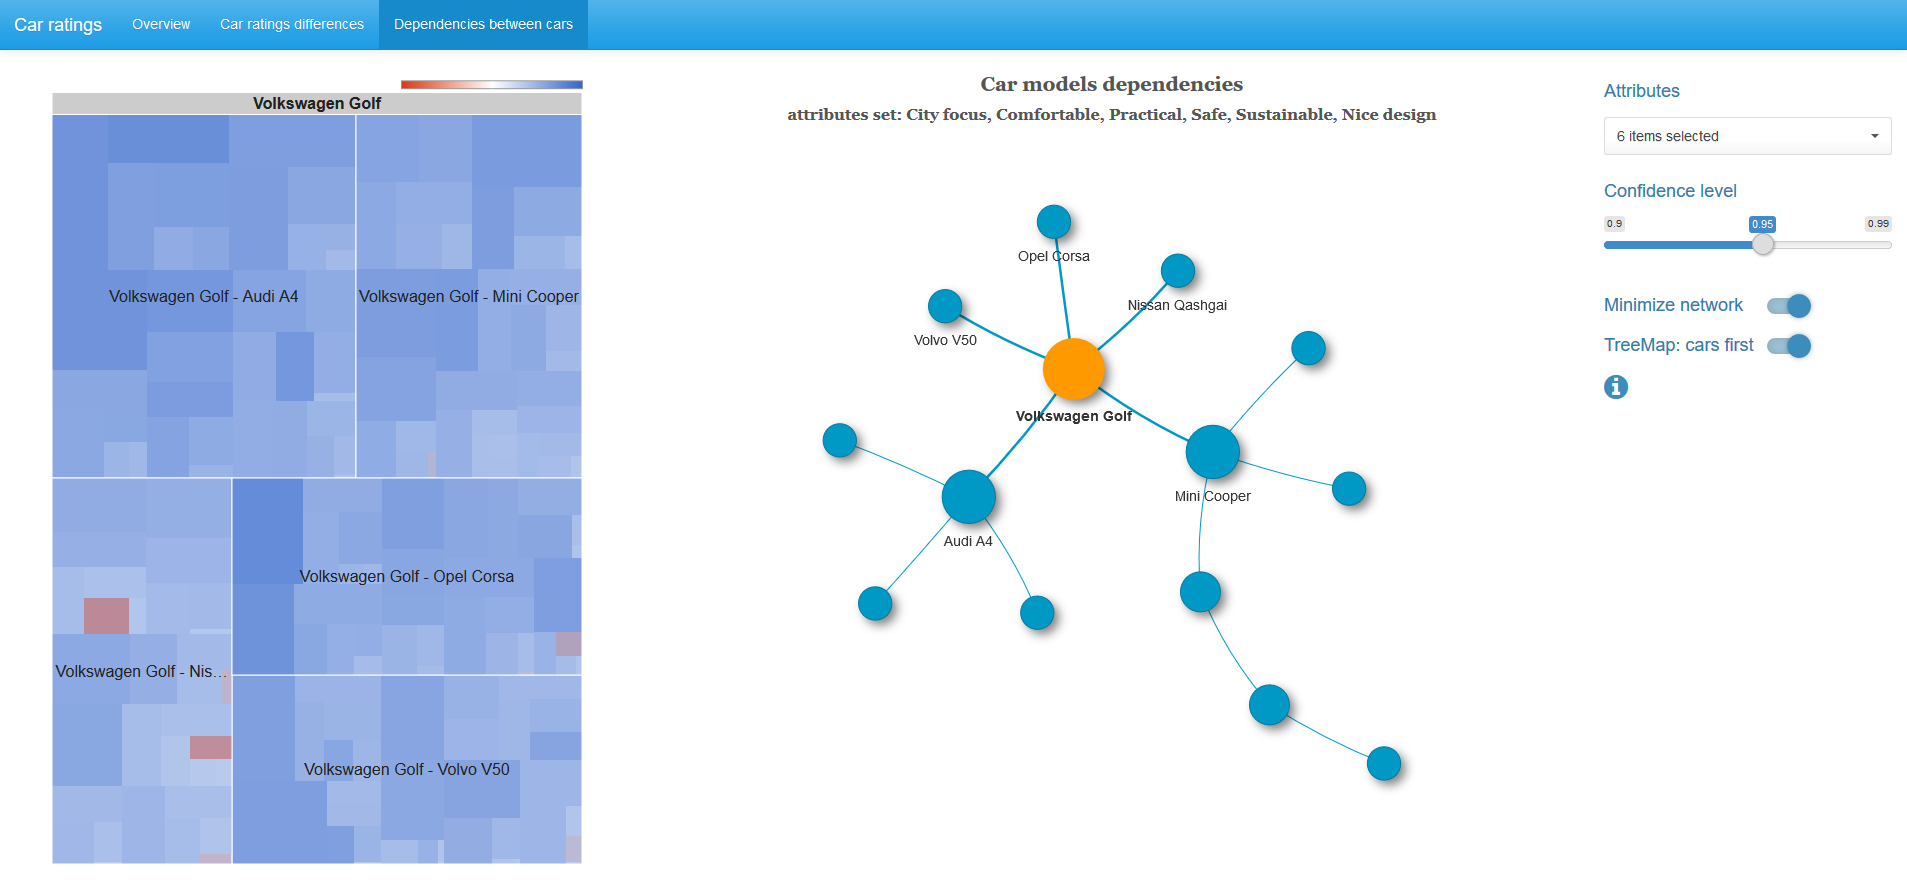 Car ratings
Overview
Car ratings differences
Dependencies between cars
Volkswagen Golf
Volkswagen Golf - Audi A4
Volkswagen Golf - Mini Cooper
Volkswagen Golf - Nis...
Volkswagen Golf - Opel Corsa
Volkswagen Golf - Volvo V50
Car models dependencies
attributes set: City focus, Comfortable, Practical, Safe, Sustainable, Nice design
Opel Corsa
Nissan Qashgai
Volvo V50
Volkswagen Golf
Mini Cooper
Audi A4
Attributes
6 items selected
Confidence level
0.9
0.95
0.99
Minimize network
TreeMap: cars first